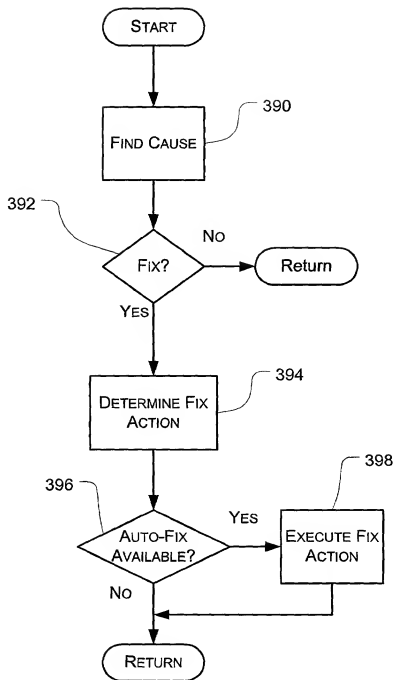 START
390
FIND CAUSE
392
NO
FIX?
Return
YES
394
DETERMINE FIX
ACTION
398
396
YES
AUTO-FIX
AVAILABLE?
EXECUTE FIX
ACTION
NO
RETURN